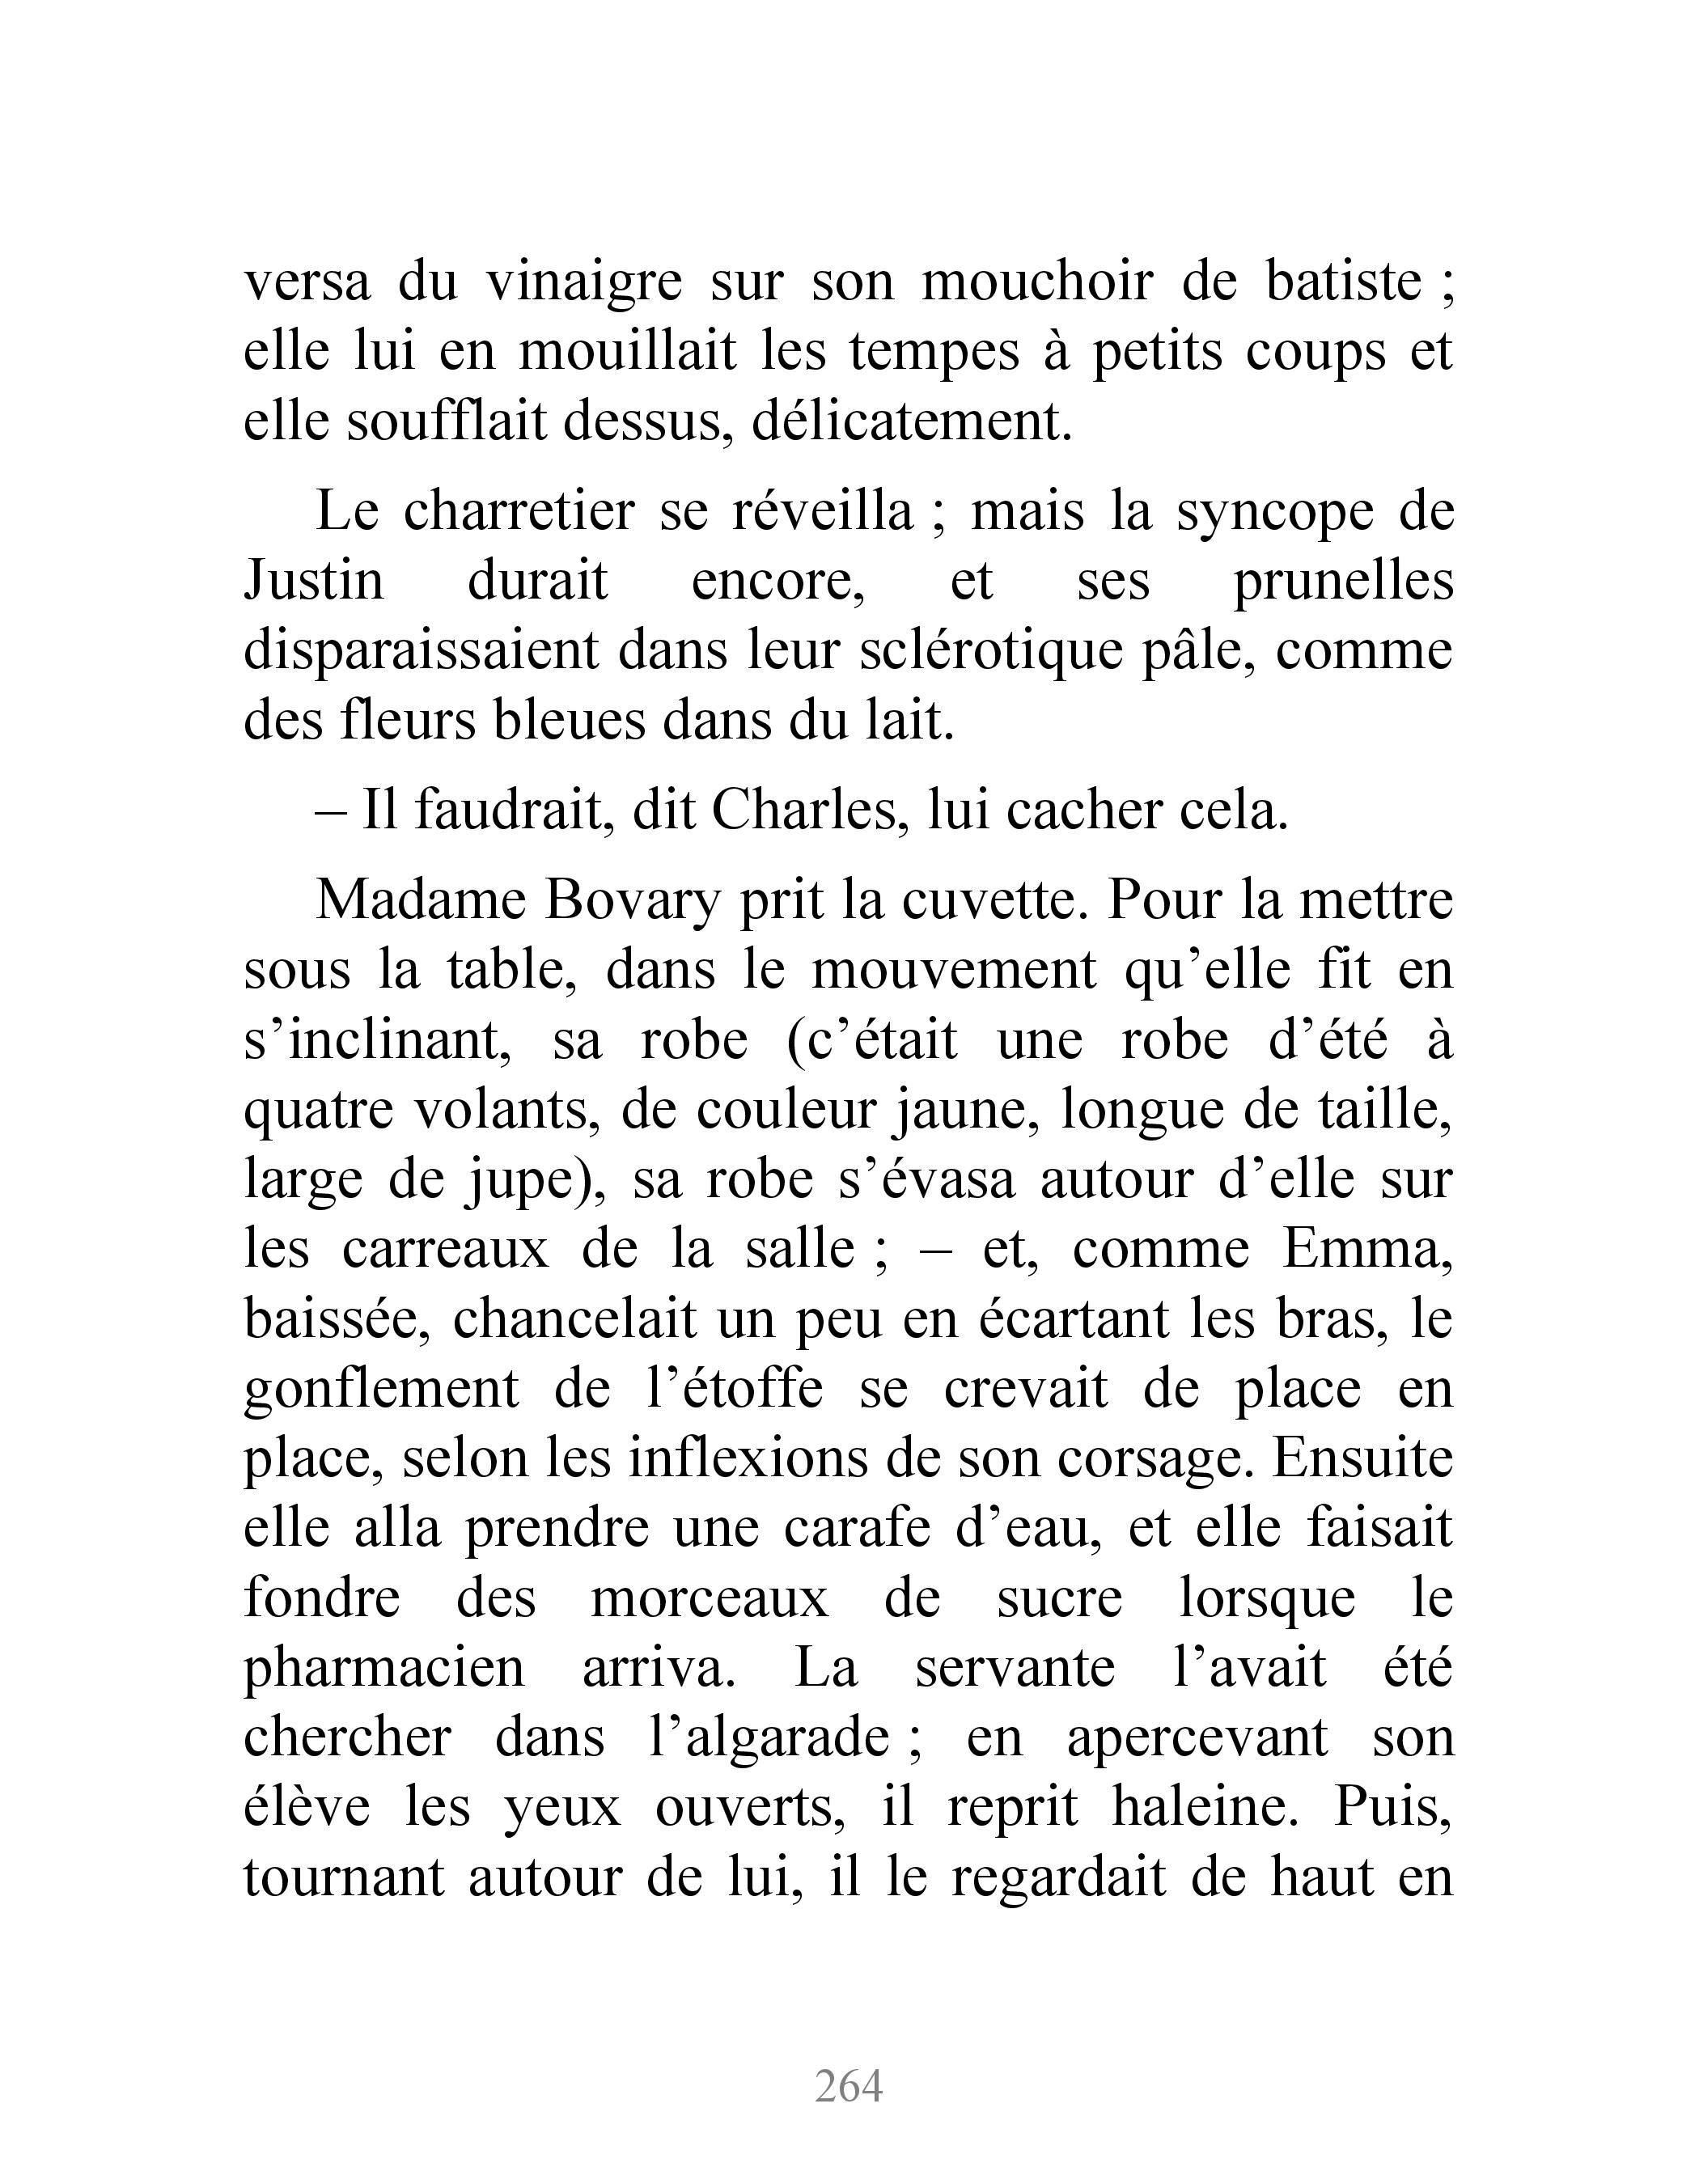 versa du vinaigre sur son mouchoir de batiste ;
elle lui en mouillait les tempes à petits coups et
elle soufflait dessus, délicatement.
Le charretier se réveilla ; mais la syncope de
Justin durait encore, et ses prunelles
disparaissaient dans leur sclérotique pâle, comme
des fleurs bleues dans du lait.
– Il faudrait, dit Charles, lui cacher cela.
Madame Bovary prit la cuvette. Pour la mettre
sous la table, dans le mouvement qu’elle fit en
s’inclinant, sa robe (c’était une robe d’été à
quatre volants, de couleur jaune, longue de taille,
large de jupe), sa robe s’évasa autour d’elle sur
les carreaux de la salle ; – et, comme Emma,
baissée, chancelait un peu en écartant les bras, le
gonflement de l’étoffe se crevait de place en
place, selon les inflexions de son corsage. Ensuite
elle alla prendre une carafe d’eau, et elle faisait
fondre des morceaux de sucre lorsque le
pharmacien arriva. La servante l’avait été
chercher dans l’algarade ; en apercevant son
élève les yeux ouverts, il reprit haleine. Puis,
tournant autour de lui, il le regardait de haut en
264